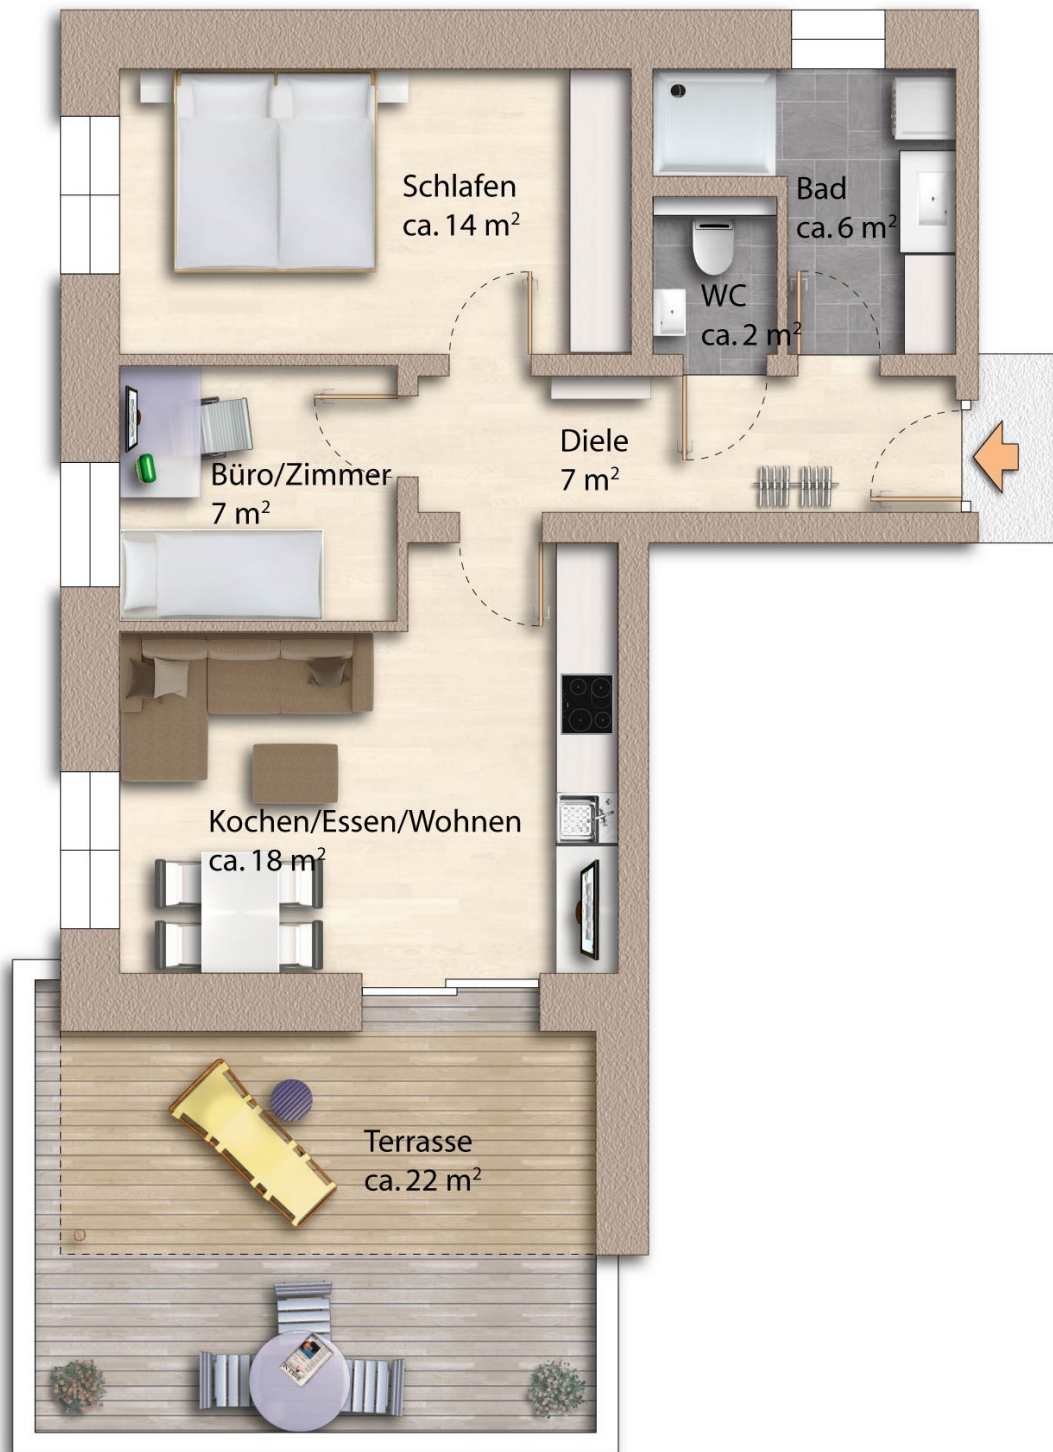 Schlafen
ca. 14 m²
Bad
ca. 6 m²
WC
ca. 2 m²
Diele
7 m²
Büro/Zimmer
7 m²
Kochen/Essen/Wohnen
ca. 18 m²
Terrasse
ca. 22 m²